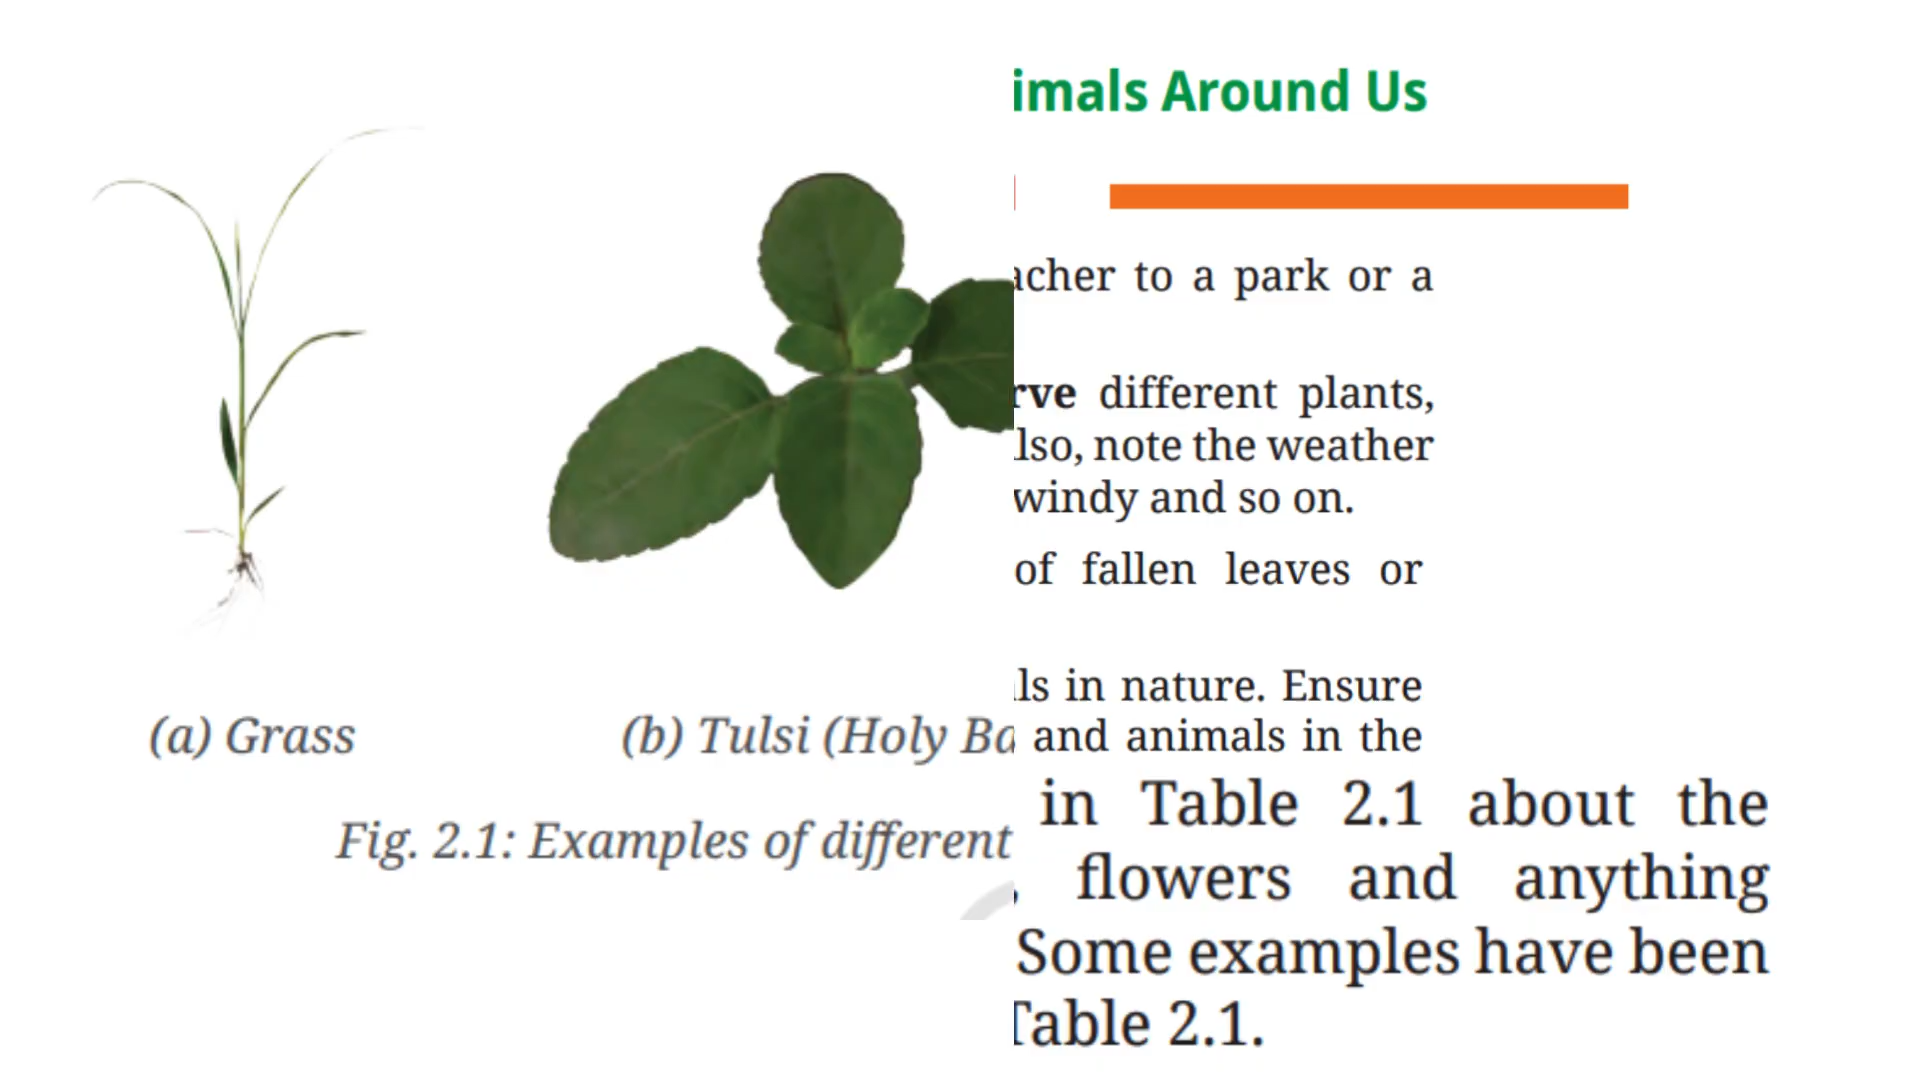 imals Around Us
acher to a park or a
rve different plants,
lso, note the weather
windy and so on.
of fallen leaves or
ls in nature. Ensure
and animals in the
in Table 2.1 about the
, flowers and anything
Some examples have been
Table 2.1.
(a) Grass
(b) Tulsi (Holy Ba
Fig. 2.1: Examples of different